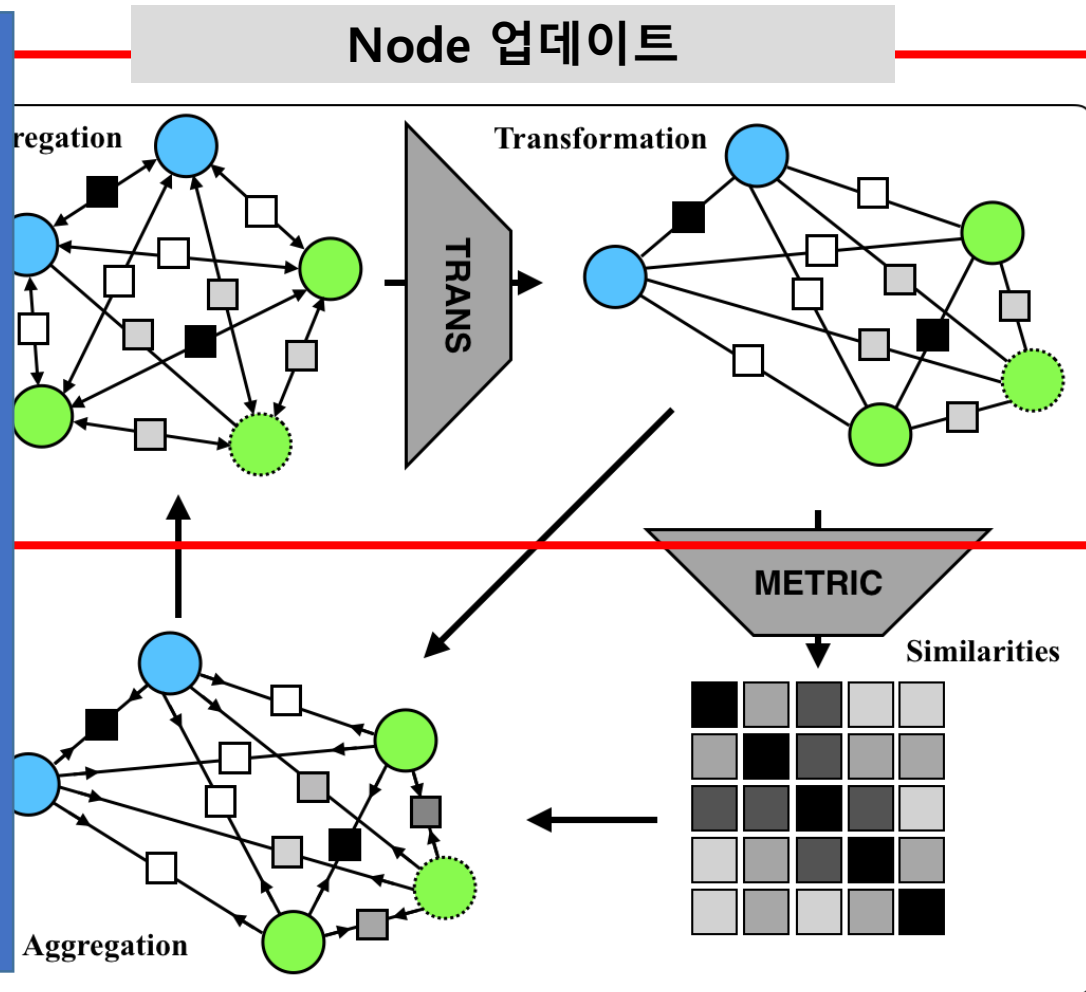 Node 업데이트
regation
Transformation
TRANS
METRIC
Similarities
Aggregation